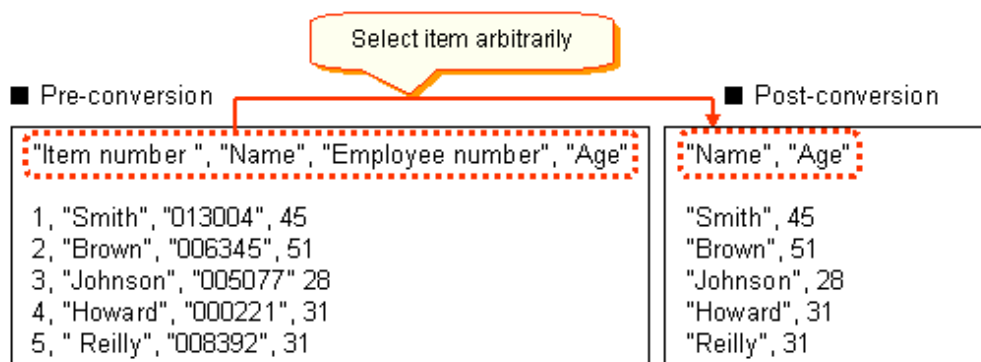 Select item arbitrarily
■ Pre-conversion
"Item number ", "Name", "Employee number", "Age"
1, "Smith", "013004", 45
2, "Brown", "006345", 51
3, "Johnson", "005077" 28
4, "Howard", "000221", 31
5, " Reilly", "008392", 31
■ Post-conversion
"Name", "Age"
"Smith", 45
"Brown", 51
"Johnson", 28
"Howard", 31
"Reilly", 31